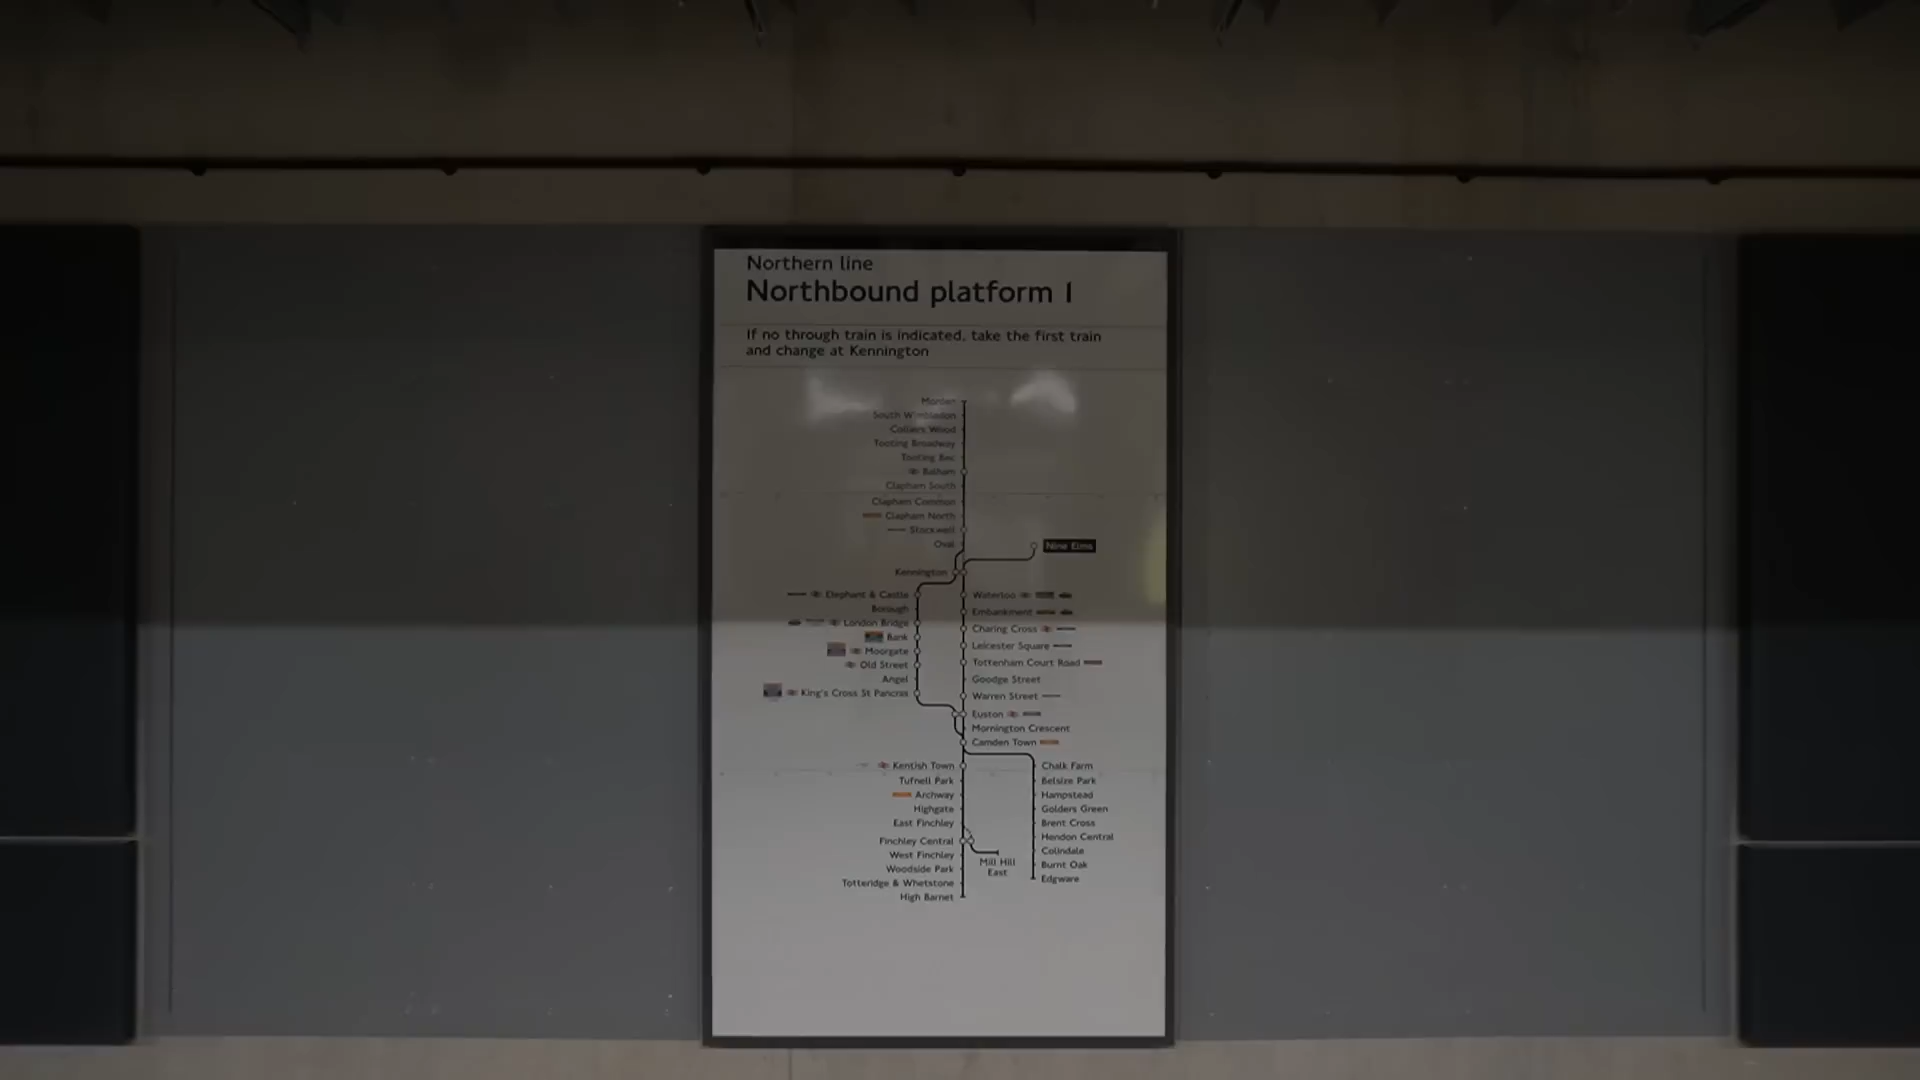 Northern line
Northbound platform 1
If no through train is indicated, take the first train
and change at Kennington
Morden
South Wimbledon
Colliers Wood
Tooting Broadway
Tooting Bec
Balham
Clapham South
Clapham Common
Clapham North
Stockwell
Oval
Nine Elms
Kennington
Elephant & Castle
Borough
London Bridge
Bank
Moorgate
Old Street
Angel
King's Cross St Pancras
Waterloo
Embankment
Charing Cross
Leicester Square
Tottenham Court Road
Goodge Street
Warren Street
Euston
Mornington Crescent
Camden Town
Kentish Town
Tufnell Park
Archway
Highgate
East Finchley
Finchley Central
West Finchley
Woodside Park
Totteridge & Whetstone
High Barnet
Mill Hill
East
Chalk Farm
Belsize Park
Hampstead
Golders Green
Brent Cross
Hendon Central
Colindale
Burnt Oak
Edgware